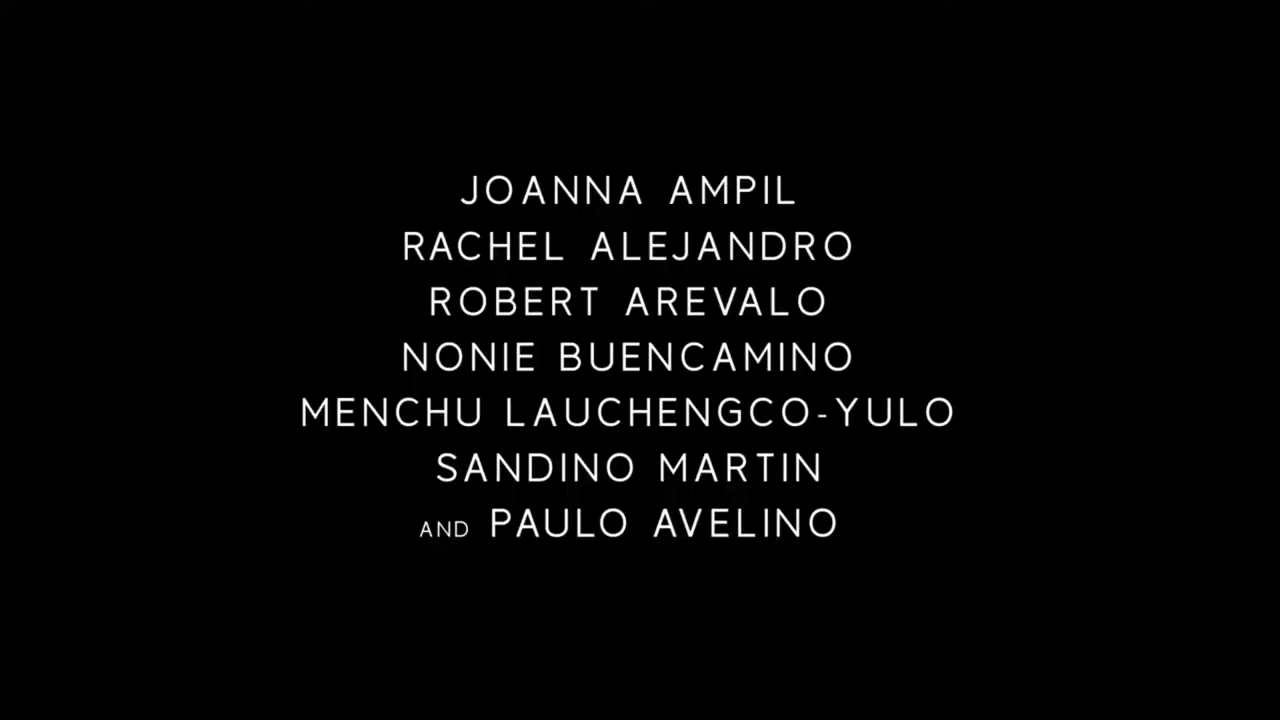 JOANNA AMPIL
RACHEL ALEJANDRO
ROBERT AREVALO
NONIE BUENCAMINO
MENCHU LAUCHENGCO-YULO
SANDINO MARTIN
AND PAULO AVELINO